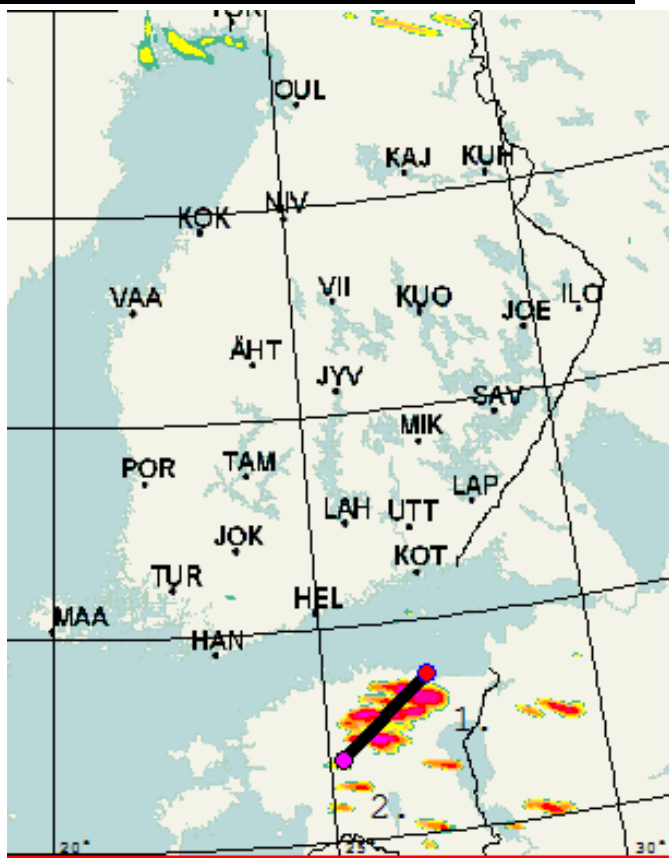 OUL
KAJ KUH
NIV
KOK
VII
ILO
VAA
KUO
JOE
ÄHT
JYV
SAV
MIK
POR
TAM
LAP
LAH
UTT
JOK
KOT
TUR
HEL
MAA
HAN
1.
2.
20°
25
30°